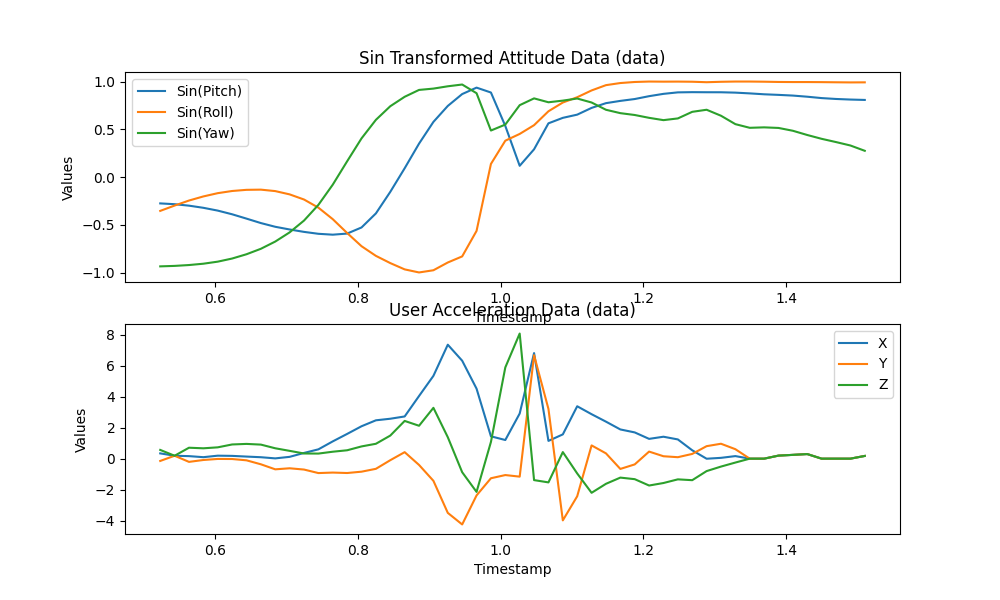 Sin Transformed Attitude Data (data)
1.0
0.5
0.0
−0.5
−1.0
Values
Sin(Pitch)
Sin(Roll)
Sin(Yaw)
0.6 0.8 1.0 1.2 1.4
Timestamp
User Acceleration Data (data)
8
6
4
2
0
−2
−4
Values
X
Y
Z
0.6 0.8 1.0 1.2 1.4
Timestamp